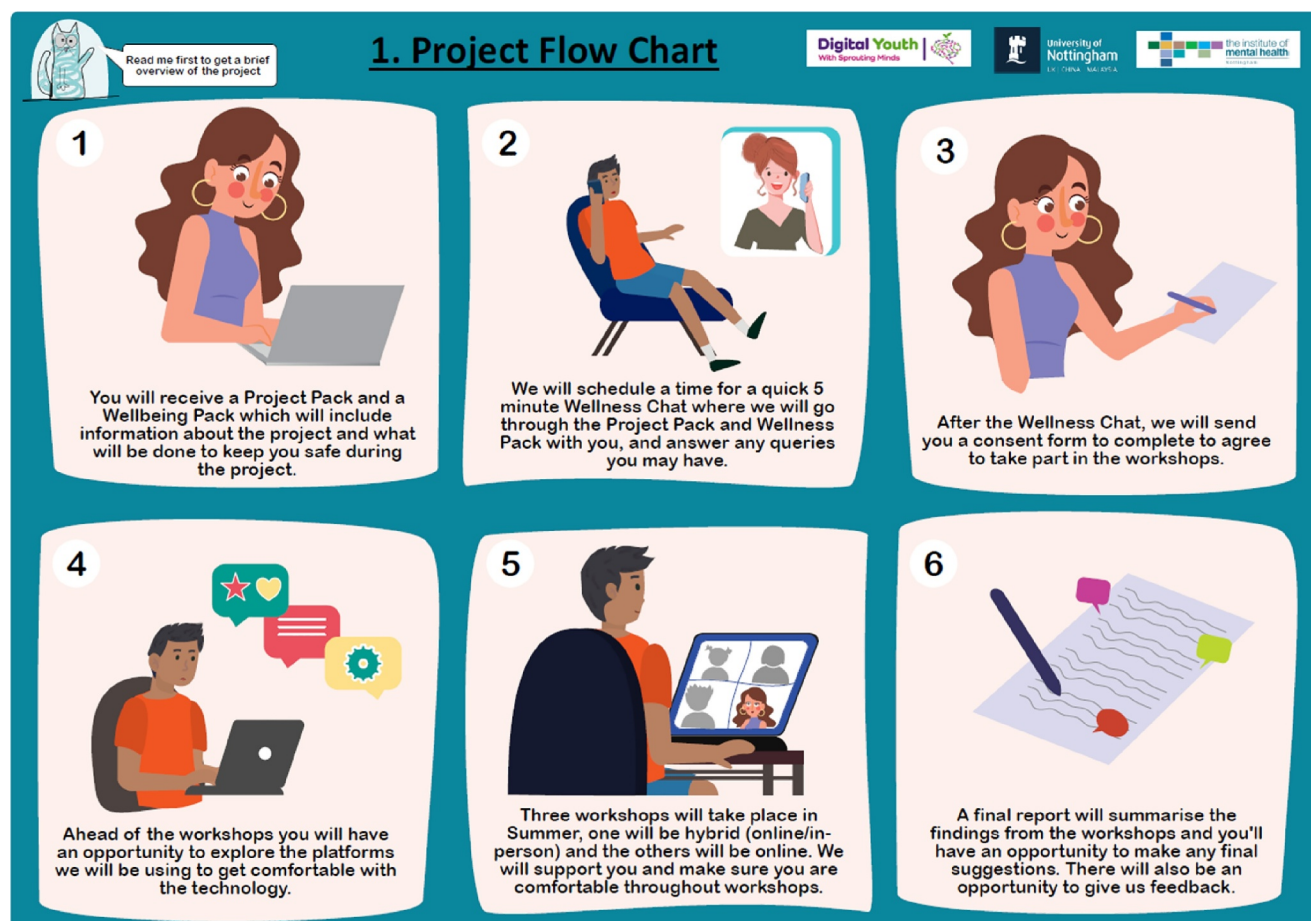 Read me first to get a brief
overview of the project
1. Project Flow Chart
Digital Youth
With Sprouting Minds
University of
Nottingham
UK | CHINA | MALAYSIA
the institute of
mental health
Nottingham
1
You will receive a Project Pack and a
Wellbeing Pack which will include
information about the project and what
will be done to keep you safe during
the project.
2
We will schedule a time for a quick 5
minute Wellness Chat where we will go
through the Project Pack and Wellness
Pack with you, and answer any queries
you may have.
3
After the Wellness Chat, we will send
you a consent form to complete to agree
to take part in the workshops.
4
Ahead of the workshops you will have
an opportunity to explore the platforms
we will be using to get comfortable with
the technology.
5
Three workshops will take place in
Summer, one will be hybrid (online/in-
person) and the others will be online. We
will support you and make sure you are
comfortable throughout workshops.
6
A final report will summarise the
findings from the workshops and you'll
have an opportunity to make any final
suggestions. There will also be an
opportunity to give us feedback.